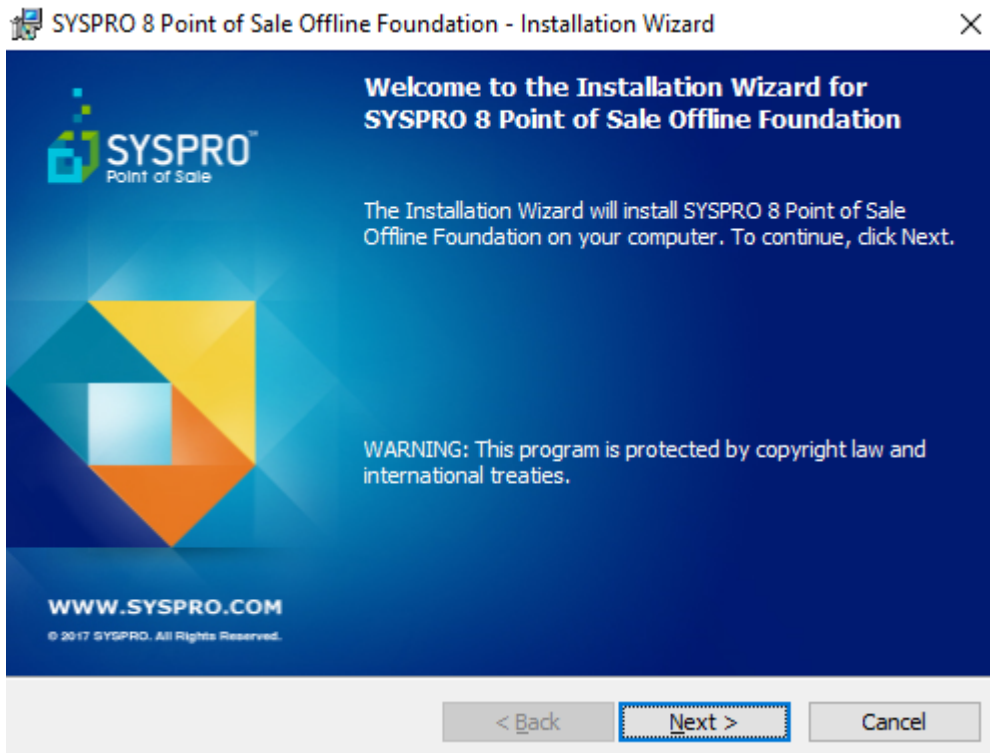 SYSPRO 8 Point of Sale Offline Foundation - Installation Wizard
Welcome to the Installation Wizard for
SYSPRO 8 Point of Sale Offline Foundation
SYSPRO™
Point of Sale
The Installation Wizard will install SYSPRO 8 Point of Sale
Offline Foundation on your computer. To continue, click Next.
WARNING: This program is protected by copyright law and
international treaties.
WWW.SYSPRO.COM
© 2017 SYSPRO. All Rights Reserved.
< Back
Next >
Cancel